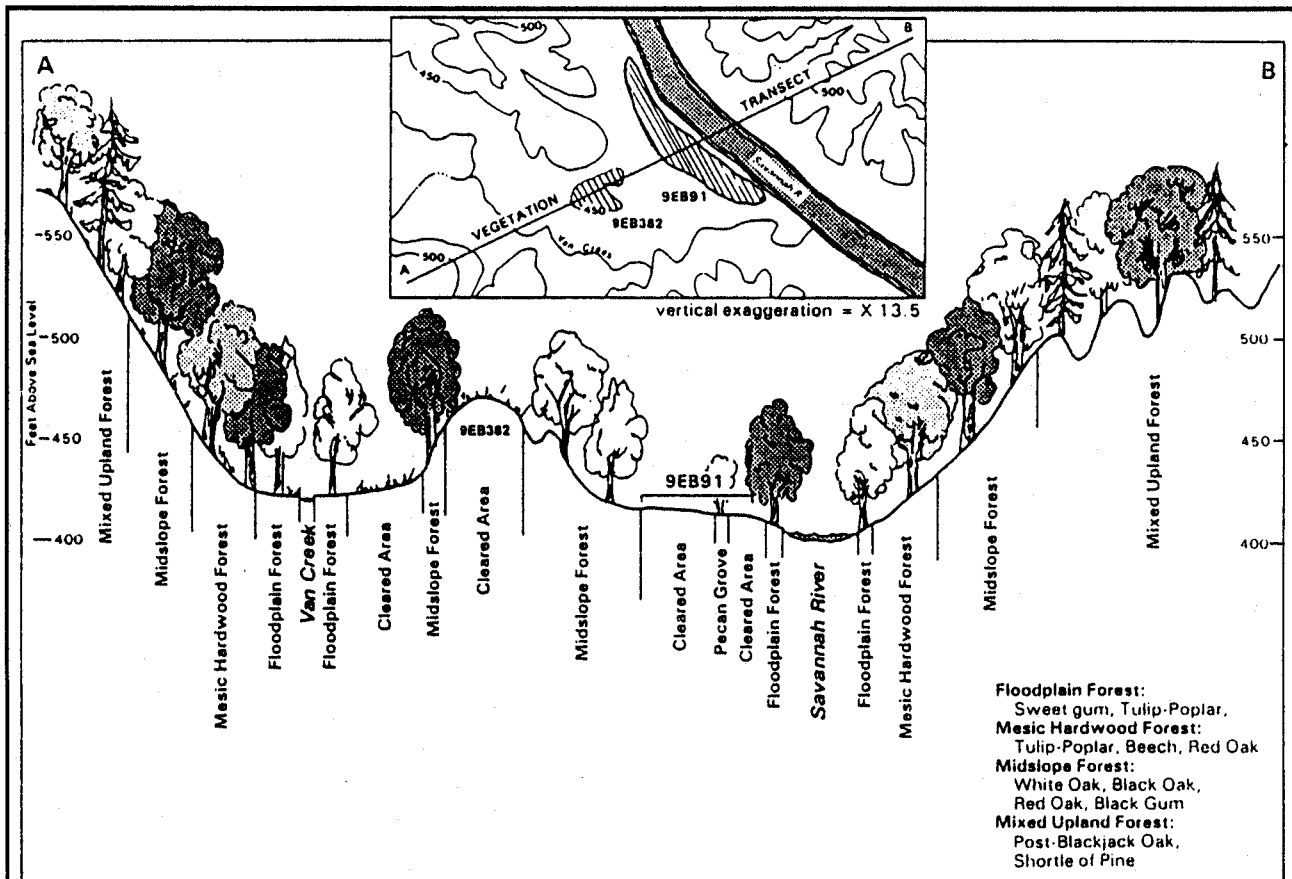 A
B
500
B
450
TRANSECT
500
Savannah R
9EB91
450
9EB382
VEGETATION
Van Creek
500
A
vertical exaggeration = X 13.5
Feet Above Sea Level
550
500
450
400
550
500
450
400
9EB382
9EB91
Mixed Upland Forest
Midslope Forest
Mesic Hardwood Forest
Floodplain Forest
Van Creek
Floodplain Forest
Cleared Area
Midslope Forest
Cleared Area
Midslope Forest
Cleared Area
Pecan Grove
Cleared Area
Floodplain Forest
Savannah River
Floodplain Forest
Mesic Hardwood Forest
Midslope Forest
Mixed Upland Forest
Floodplain Forest:
Sweet gum, Tulip-Poplar,
Mesic Hardwood Forest:
Tulip-Poplar, Beech, Red Oak
Midslope Forest:
White Oak, Black Oak,
Red Oak, Black Gum
Mixed Upland Forest:
Post-Blackjack Oak,
Shortle of Pine